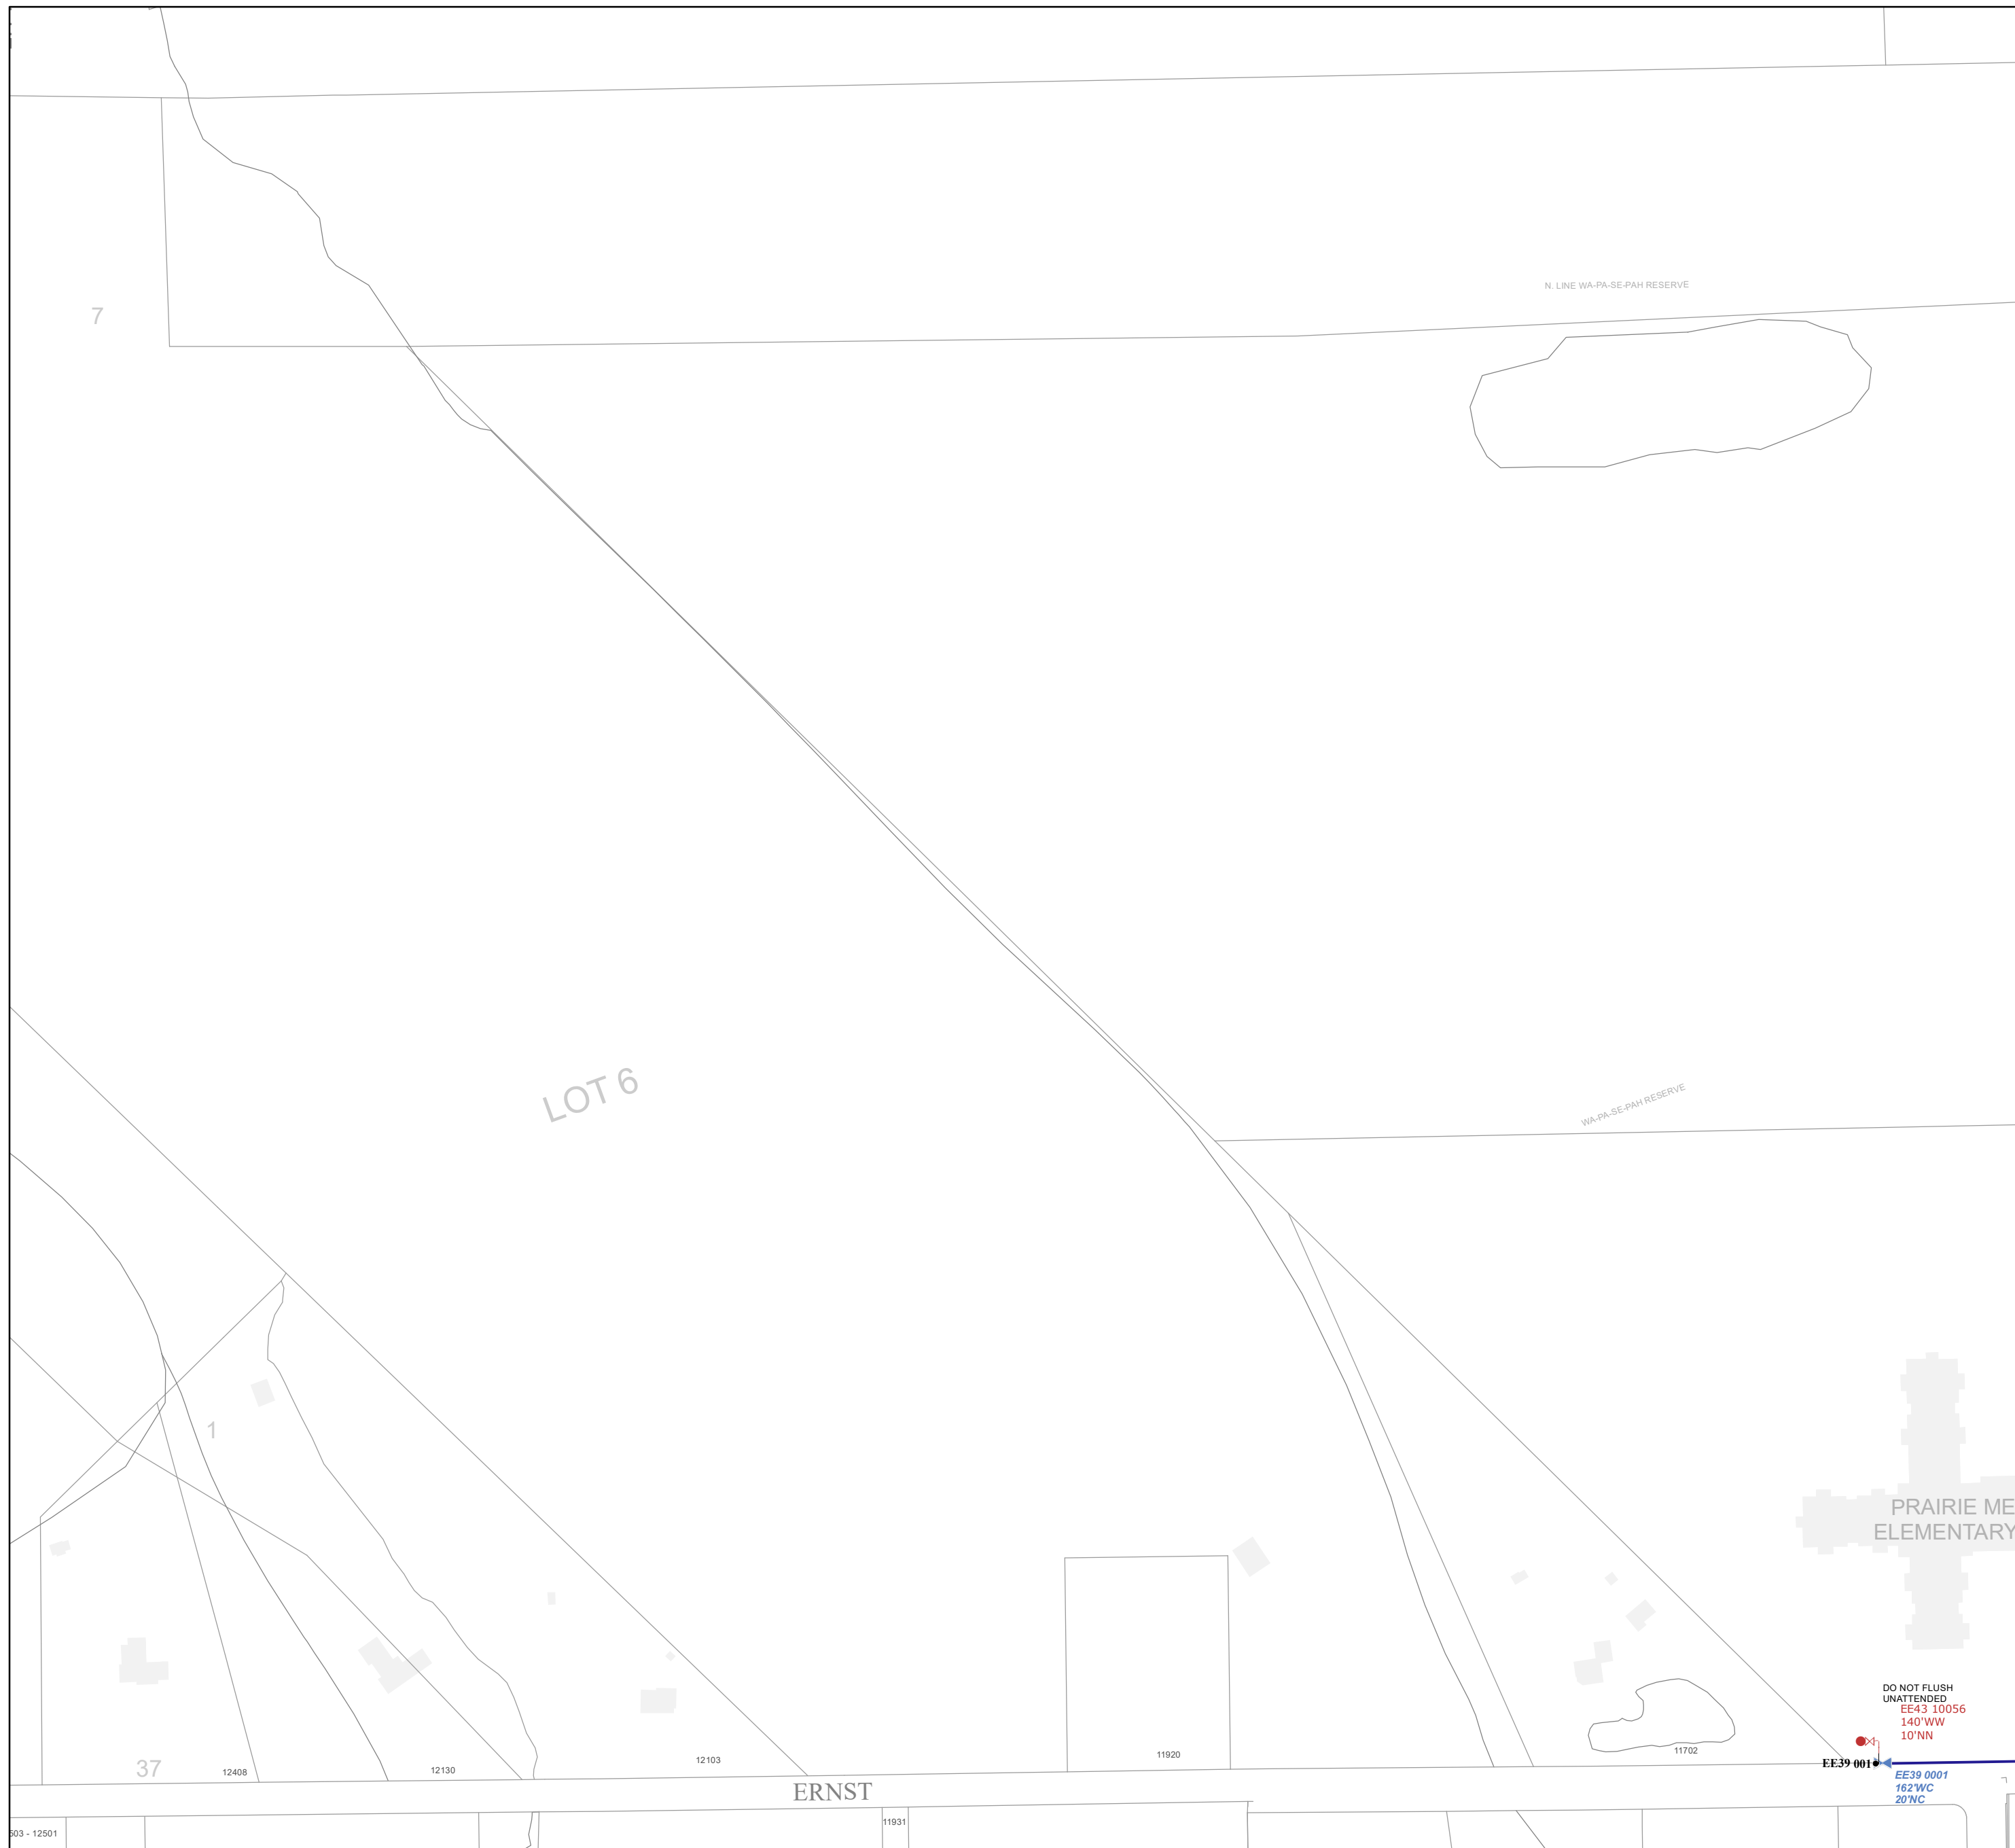 N. LINE WA-PA-SE-PAH RESERVE
7
LOT 6
WA-PA-SE-PAH RESERVE
1
PRAIRIE ME
ELEMENTARY
DO NOT FLUSH
UNATTENDED
EE43 10056
140'WW
10'NN
11702
11920
12103
12130
12408
37
EE39 001
EE39 0001
162'WC
20'NC
ERNST
11931
503 - 12501